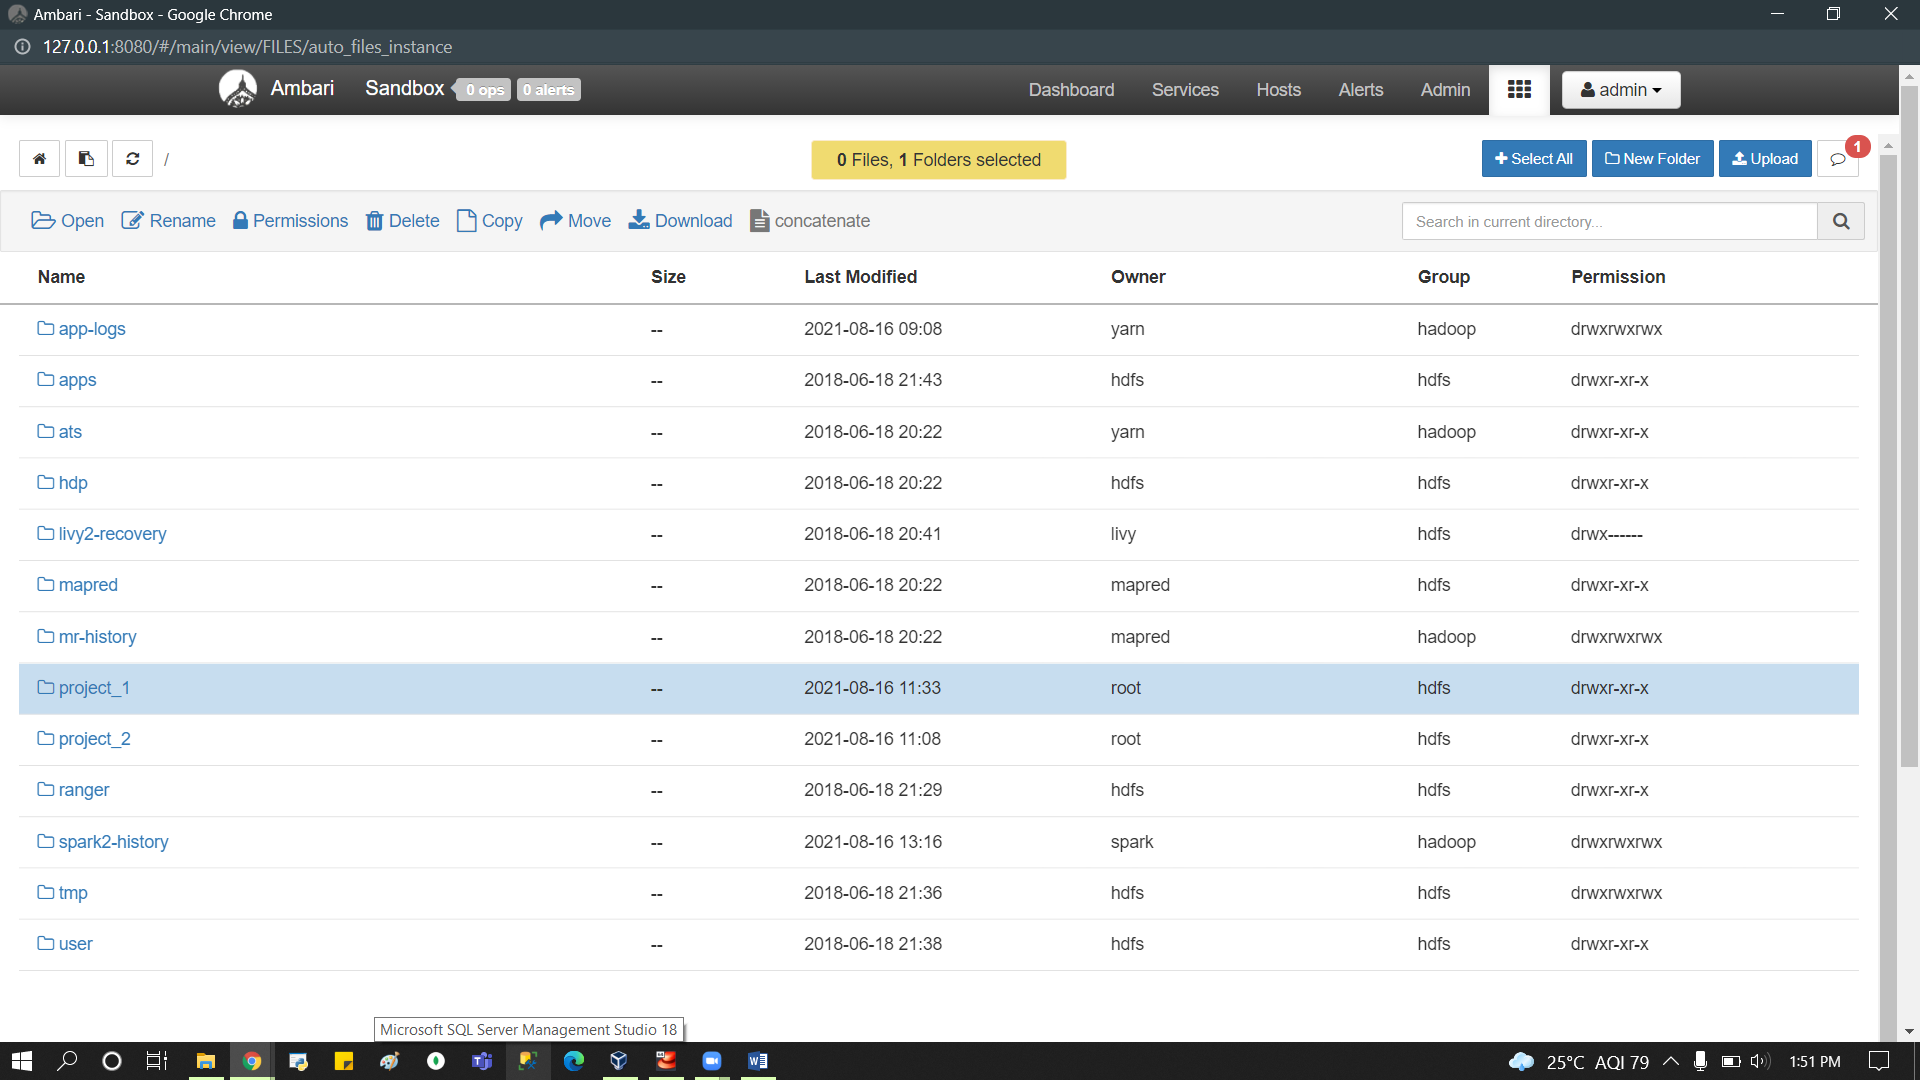 Ambari - Sandbox - Google Chrome
127.0.0.1:8080/#/main/view/FILES/auto_files_instance
Ambari Sandbox 0 ops 0 alerts Dashboard Services Hosts Alerts Admin admin
/ 0 Files, 1 Folders selected Select All New Folder Upload 1
Open Rename Permissions Delete Copy Move Download concatenate Search in current directory...
Name Size Last Modified Owner Group Permission
app-logs -- 2021-08-16 09:08 yarn hadoop drwxrwxrwx
apps -- 2018-06-18 21:43 hdfs hdfs drwxr-xr-x
ats -- 2018-06-18 20:22 yarn hadoop drwxr-xr-x
hdp -- 2018-06-18 20:22 hdfs hdfs drwxr-xr-x
livy2-recovery -- 2018-06-18 20:41 livy hdfs drwx------
mapred -- 2018-06-18 20:22 mapred hdfs drwxr-xr-x
mr-history -- 2018-06-18 20:22 mapred hadoop drwxrwxrwx
project_1 -- 2021-08-16 11:33 root hdfs drwxr-xr-x
project_2 -- 2021-08-16 11:08 root hdfs drwxr-xr-x
ranger -- 2018-06-18 21:29 hdfs hdfs drwxr-xr-x
spark2-history -- 2021-08-16 13:16 spark hadoop drwxrwxrwx
tmp -- 2018-06-18 21:36 hdfs hdfs drwxrwxrwx
user -- 2018-06-18 21:38 hdfs hdfs drwxr-xr-x
Microsoft SQL Server Management Studio 18
25°C AQI 79 1:51 PM